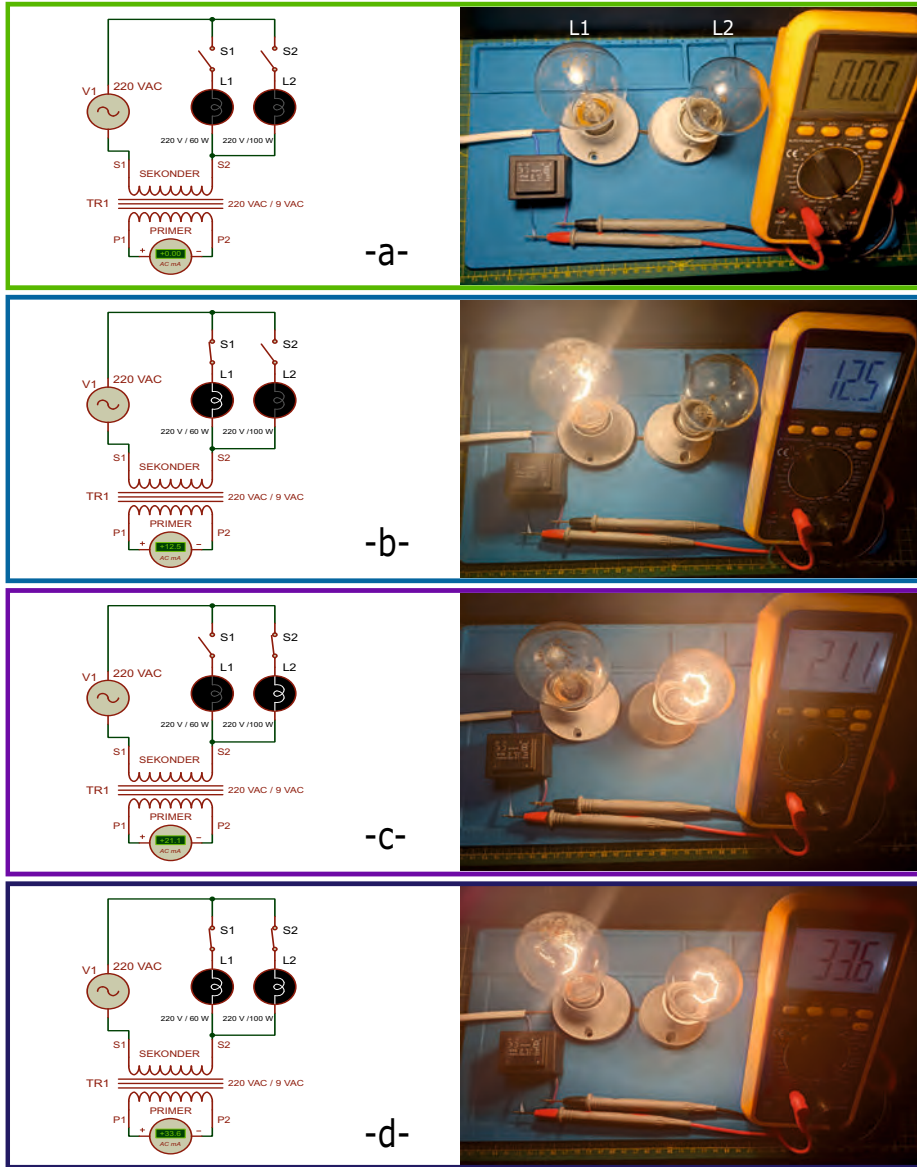 S1 S2
220 VAC
V1
L1 L2
220 V / 60 W 220 V /100 W
S1 S2
SEKONDER
TR1 220 VAC / 9 VAC
PRIMER
P1 P2
+ −
+0.00
AC mA
-a-
L1 L2
00.0
S1 S2
220 VAC
V1
L1 L2
220 V / 60 W 220 V /100 W
S1 S2
SEKONDER
TR1 220 VAC / 9 VAC
PRIMER
P1 P2
+ −
+12.5
AC mA
-b-
12.5
S1 S2
220 VAC
V1
L1 L2
220 V / 60 W 220 V /100 W
S1 S2
SEKONDER
TR1 220 VAC / 9 VAC
PRIMER
P1 P2
+ −
+21.1
AC mA
-c-
21.1
S1 S2
220 VAC
V1
L1 L2
220 V / 60 W 220 V /100 W
S1 S2
SEKONDER
TR1 220 VAC / 9 VAC
PRIMER
P1 P2
+ −
+33.6
AC mA
-d-
33.6